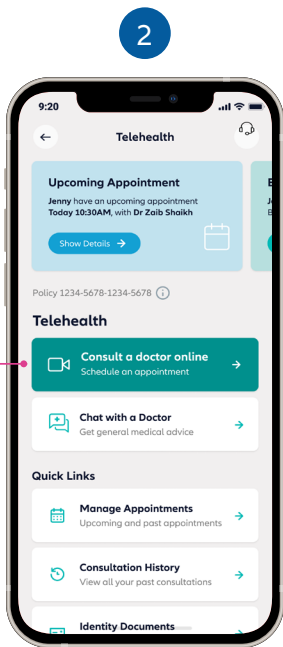 2
9:20
Telehealth
Upcoming Appointment
Jenny have an upcoming appointment
Today 10:30AM, with Dr Zaib Shaikh
Show Details
Policy 1234-5678-1234-5678
Telehealth
Consult a doctor online
Schedule an appointment
Chat with a Doctor
Get general medical advice
Quick Links
Manage Appointments
Upcoming and past appointments
Consultation History
View all your past consultations
Identity Documents